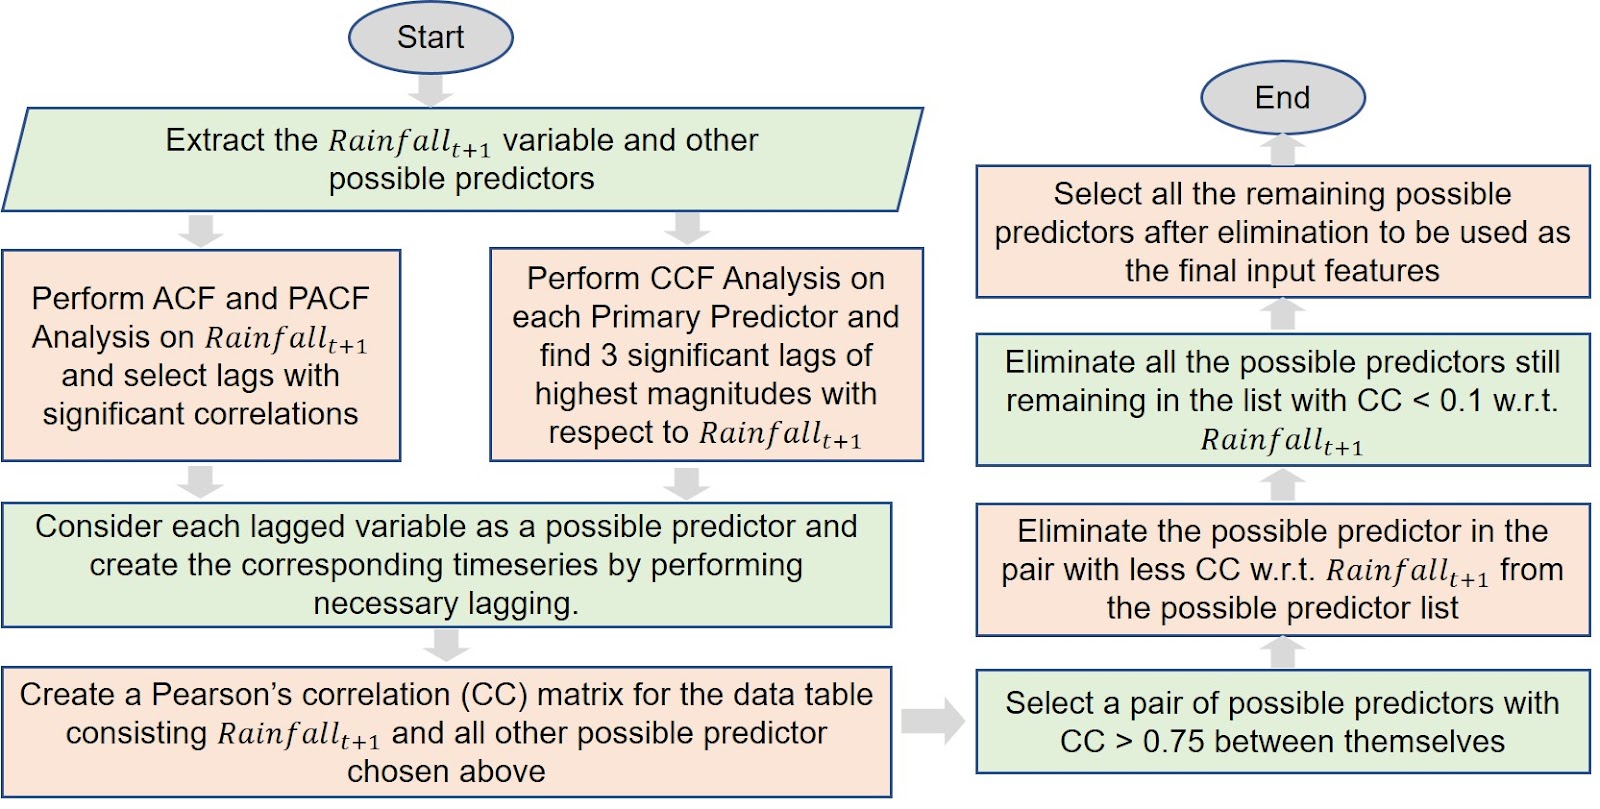 Start
Extract the Rainfall_{t+1} variable and other
possible predictors
Perform ACF and PACF
Analysis on Rainfall_{t+1}
and select lags with
significant correlations
Perform CCF Analysis on
each Primary Predictor and
find 3 significant lags of
highest magnitudes with
respect to Rainfall_{t+1}
Consider each lagged variable as a possible predictor and
create the corresponding timeseries by performing
necessary lagging.
Create a Pearson’s correlation (CC) matrix for the data table
consisting Rainfall_{t+1} and all other possible predictor
chosen above
Select a pair of possible predictors with
CC > 0.75 between themselves
Eliminate the possible predictor in the
pair with less CC w.r.t. Rainfall_{t+1} from
the possible predictor list
Eliminate all the possible predictors still
remaining in the list with CC < 0.1 w.r.t.
Rainfall_{t+1}
Select all the remaining possible
predictors after elimination to be used as
the final input features
End